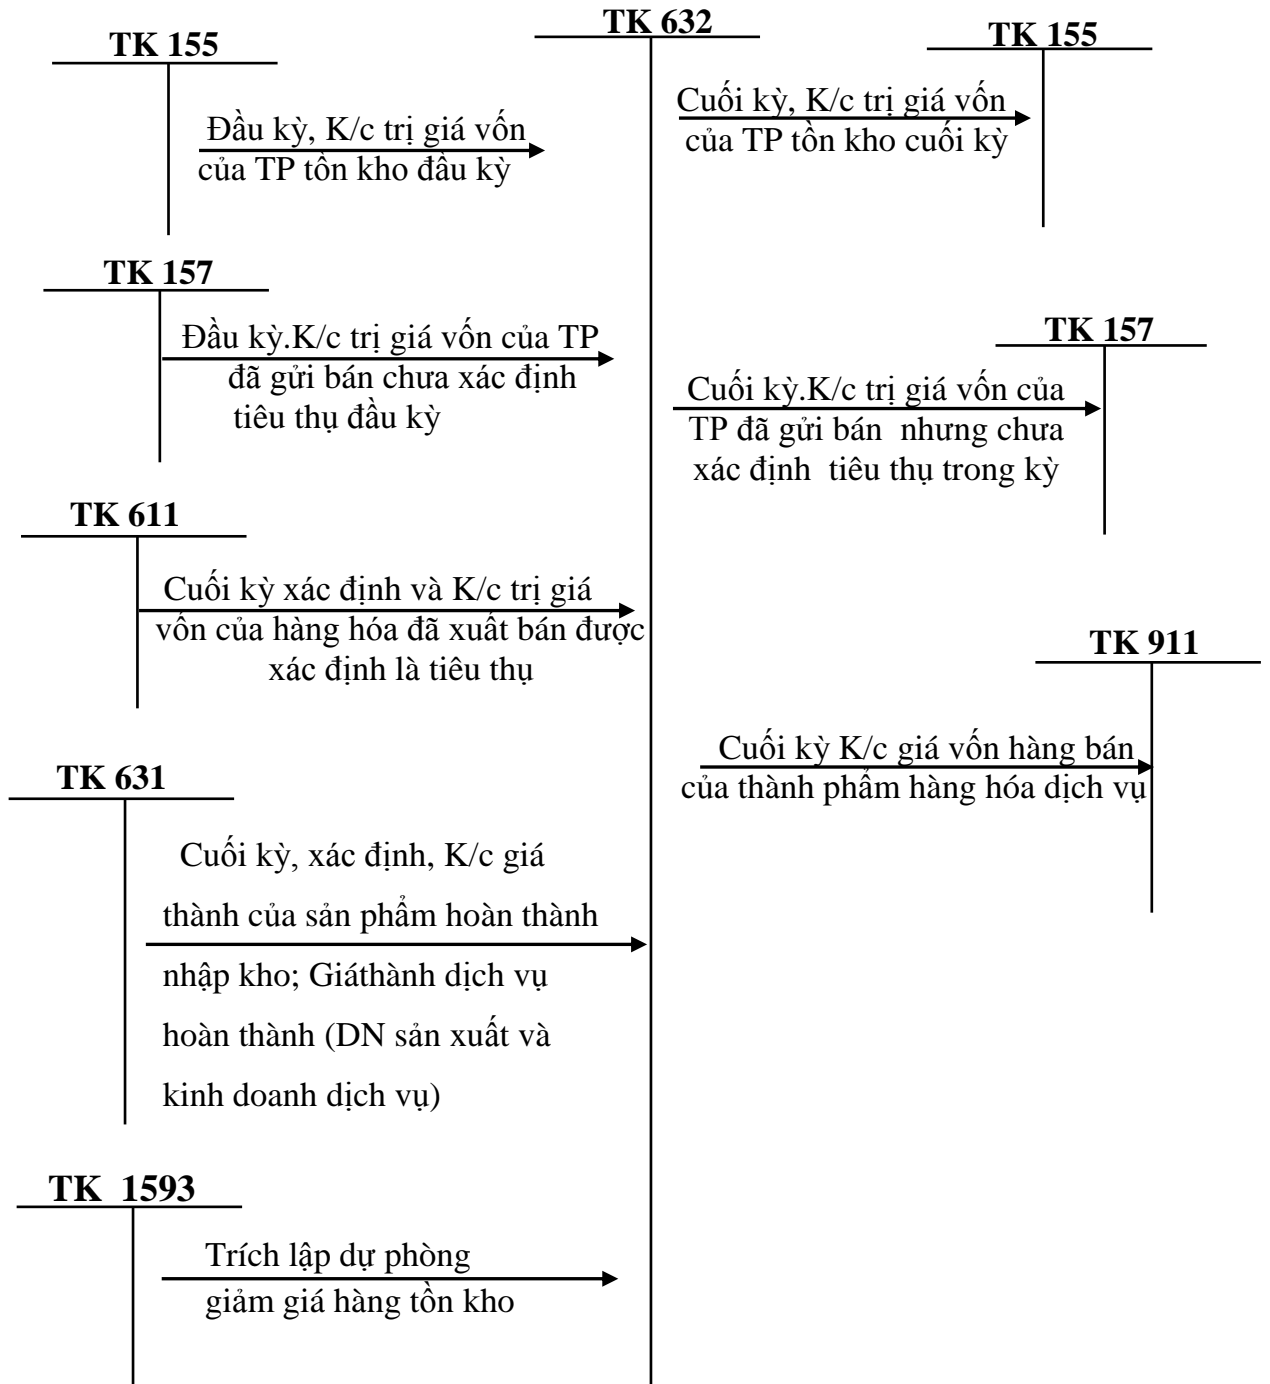 TK 632
TK 155
Đầu kỳ, K/c trị giá vốn
của TP tồn kho đầu kỳ
TK 155
Cuối kỳ, K/c trị giá vốn
của TP tồn kho cuối kỳ
TK 157
Đầu kỳ.K/c trị giá vốn của TP
đã gửi bán chưa xác định
tiêu thụ đầu kỳ
TK 157
Cuối kỳ.K/c trị giá vốn của
TP đã gửi bán nhưng chưa
xác định tiêu thụ trong kỳ
TK 611
Cuối kỳ xác định và K/c trị giá
vốn của hàng hóa đã xuất bán được
xác định là tiêu thụ
TK 911
Cuối kỳ K/c giá vốn hàng bán
của thành phẩm hàng hóa dịch vụ
TK 631
Cuối kỳ, xác định, K/c giá
thành của sản phẩm hoàn thành
nhập kho; Giáthành dịch vụ
hoàn thành (DN sản xuất và
kinh doanh dịch vụ)
TK 1593
Trích lập dự phòng
giảm giá hàng tồn kho